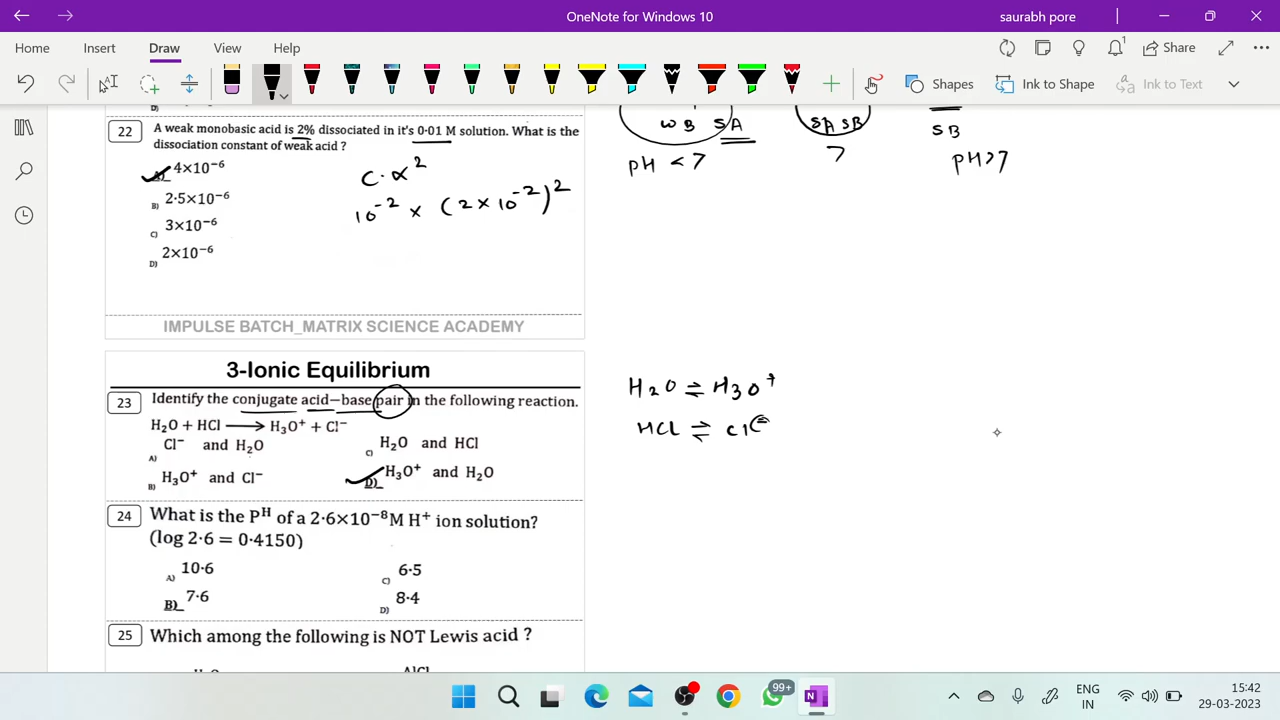 OneNote for Windows 10
saurabh pore
Home Insert Draw View Help
Share
Shapes
Ink to Shape
Ink to Text
22 A weak monobasic acid is 2% dissociated in it's 0·01 M solution. What is the
dissociation constant of weak acid ?
A) 4×10⁻⁶
B) 2·5×10⁻⁶
C) 3×10⁻⁶
D) 2×10⁻⁶
C·α²
10⁻² × (2×10⁻²)²
WB SA
pH <7
SA SB
7
SB
pH>7
IMPULSE BATCH_MATRIX SCIENCE ACADEMY
3-Ionic Equilibrium
23 Identify the conjugate acid–base pair in the following reaction.
H₂O + HCl ⟶ H₃O⁺ + Cl⁻
A) Cl⁻ and H₂O
C) H₂O and HCl
B) H₃O⁺ and Cl⁻
D) H₃O⁺ and H₂O
H₂O ⇌ H₃O⁺
HCl ⇌ Cl⁻
24 What is the Pᴴ of a 2·6×10⁻⁸M H⁺ ion solution?
(log 2·6 = 0·4150)
A) 10·6
C) 6·5
B) 7·6
D) 8·4
25 Which among the following is NOT Lewis acid ?
99+
ENG
IN
15:42
29-03-2023